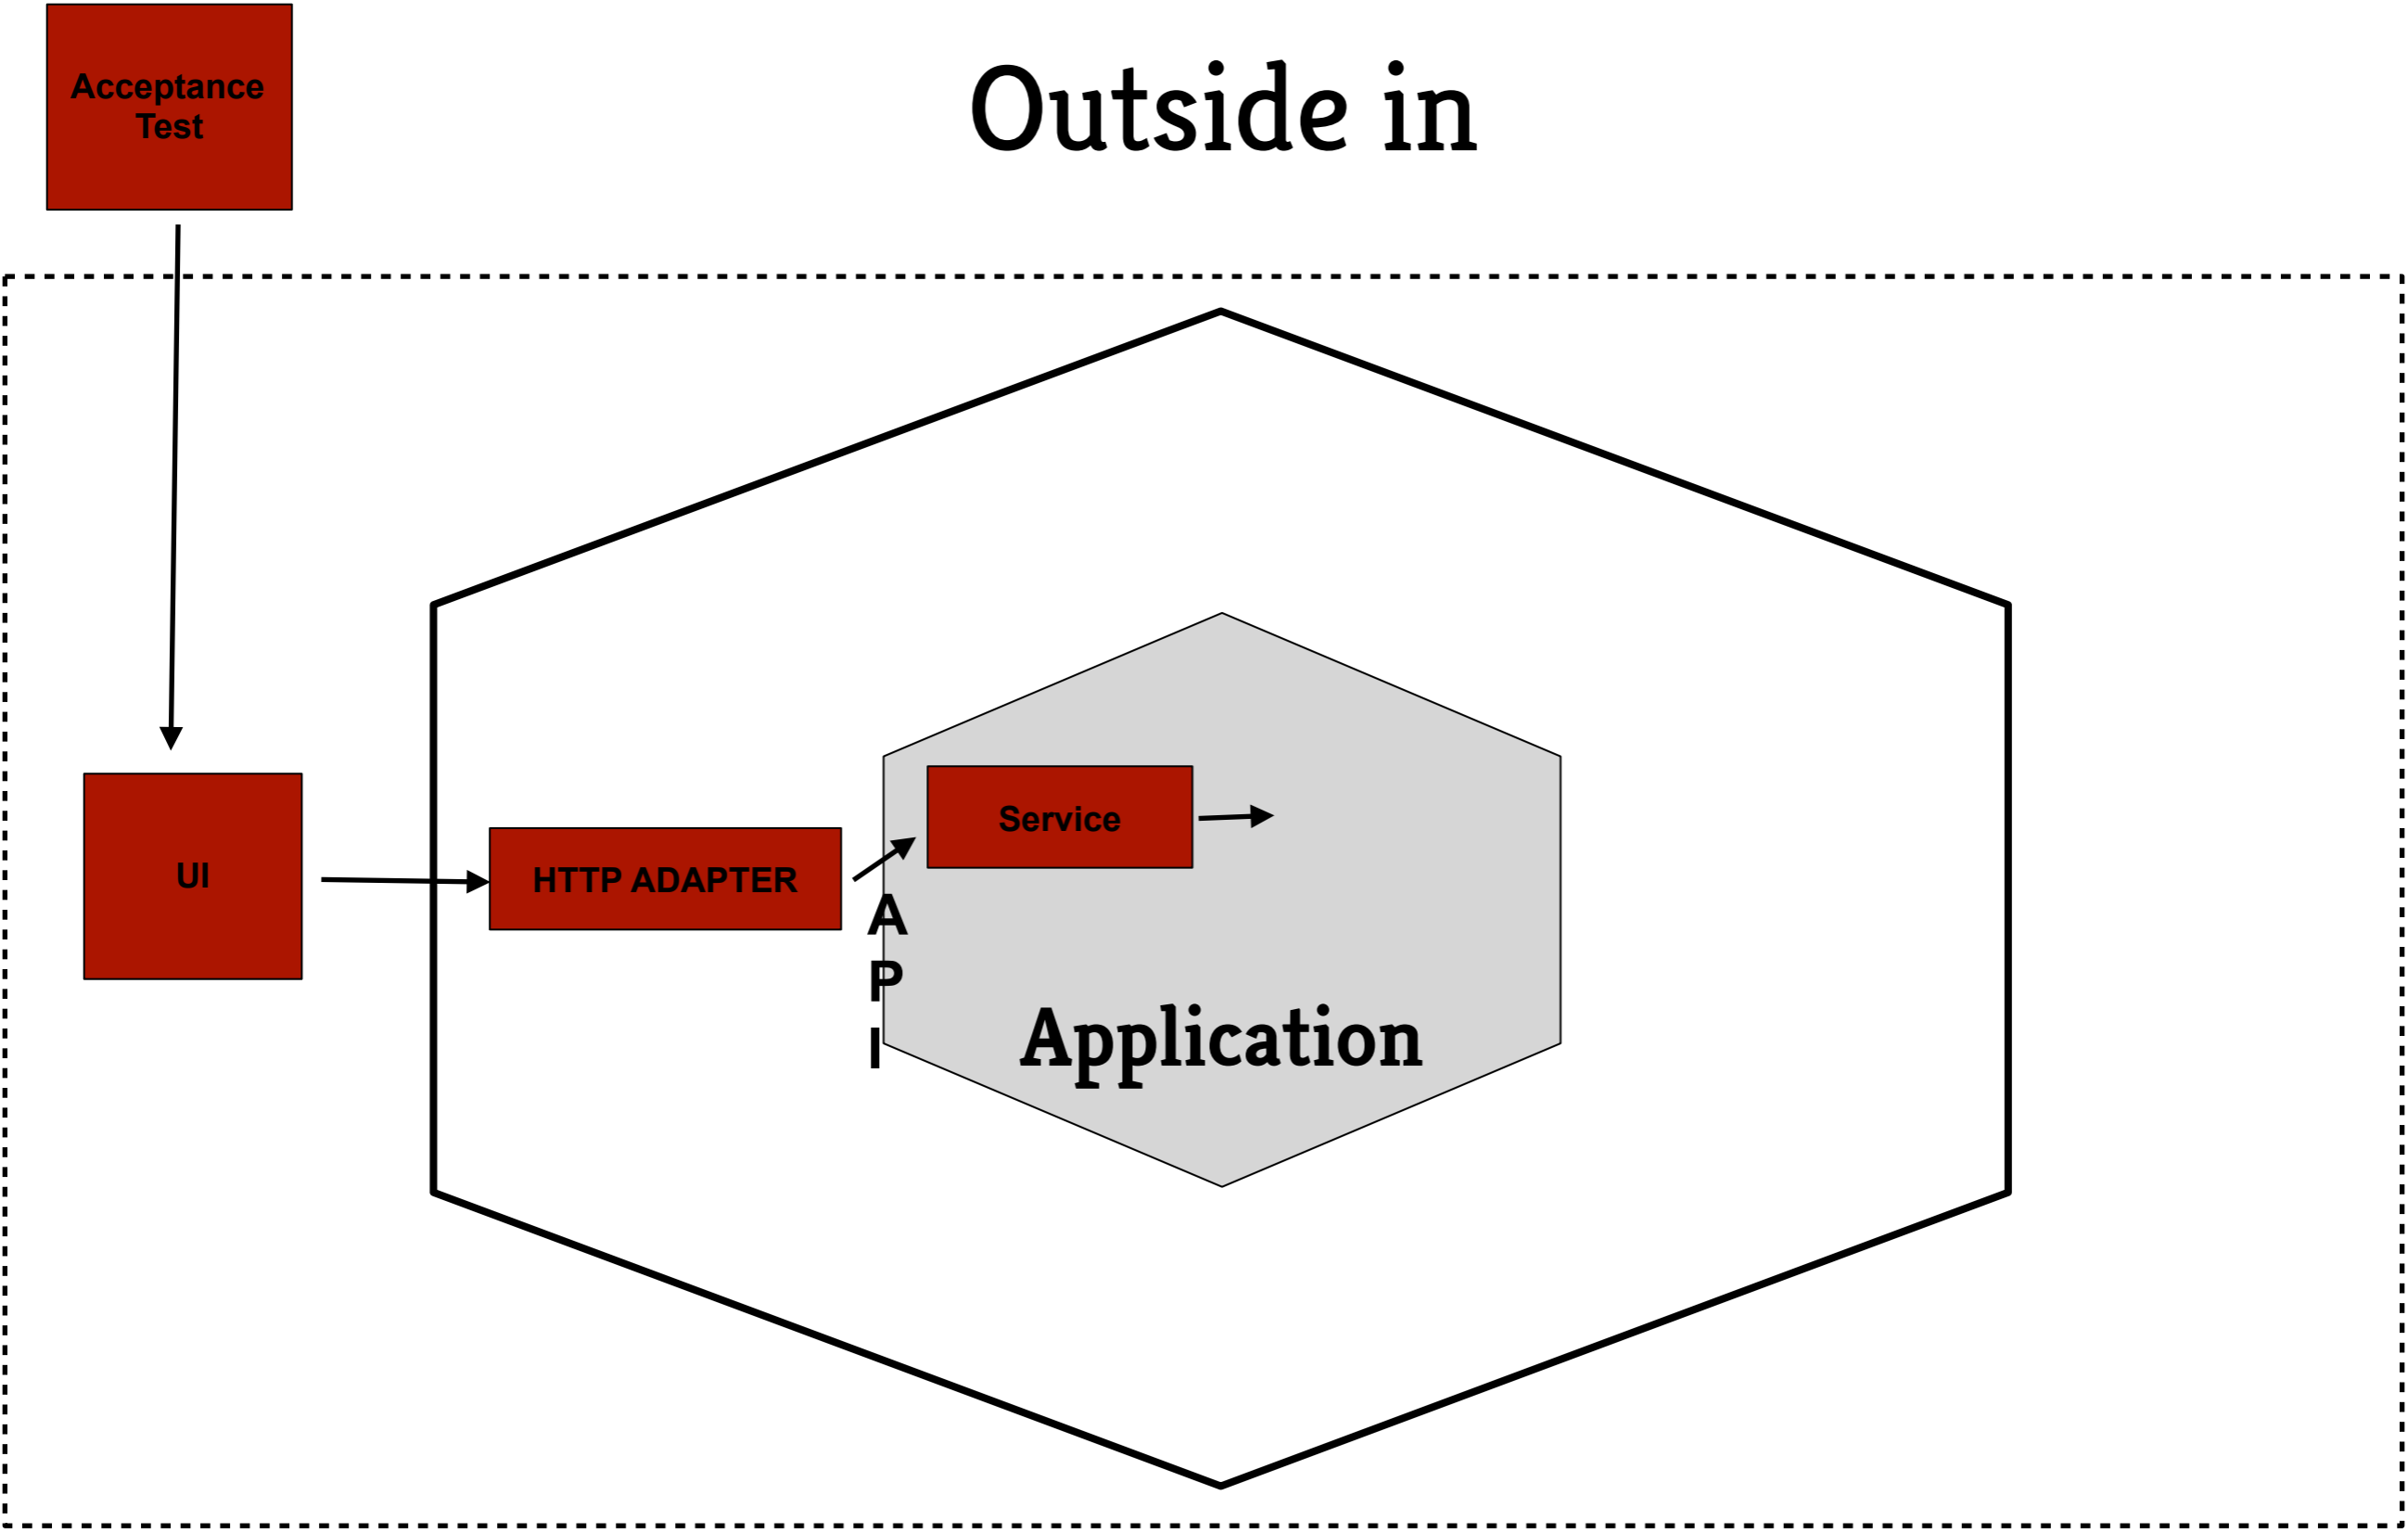 Acceptance
Test
Outside in
UI
HTTP ADAPTER
Service
A
P
I
Application